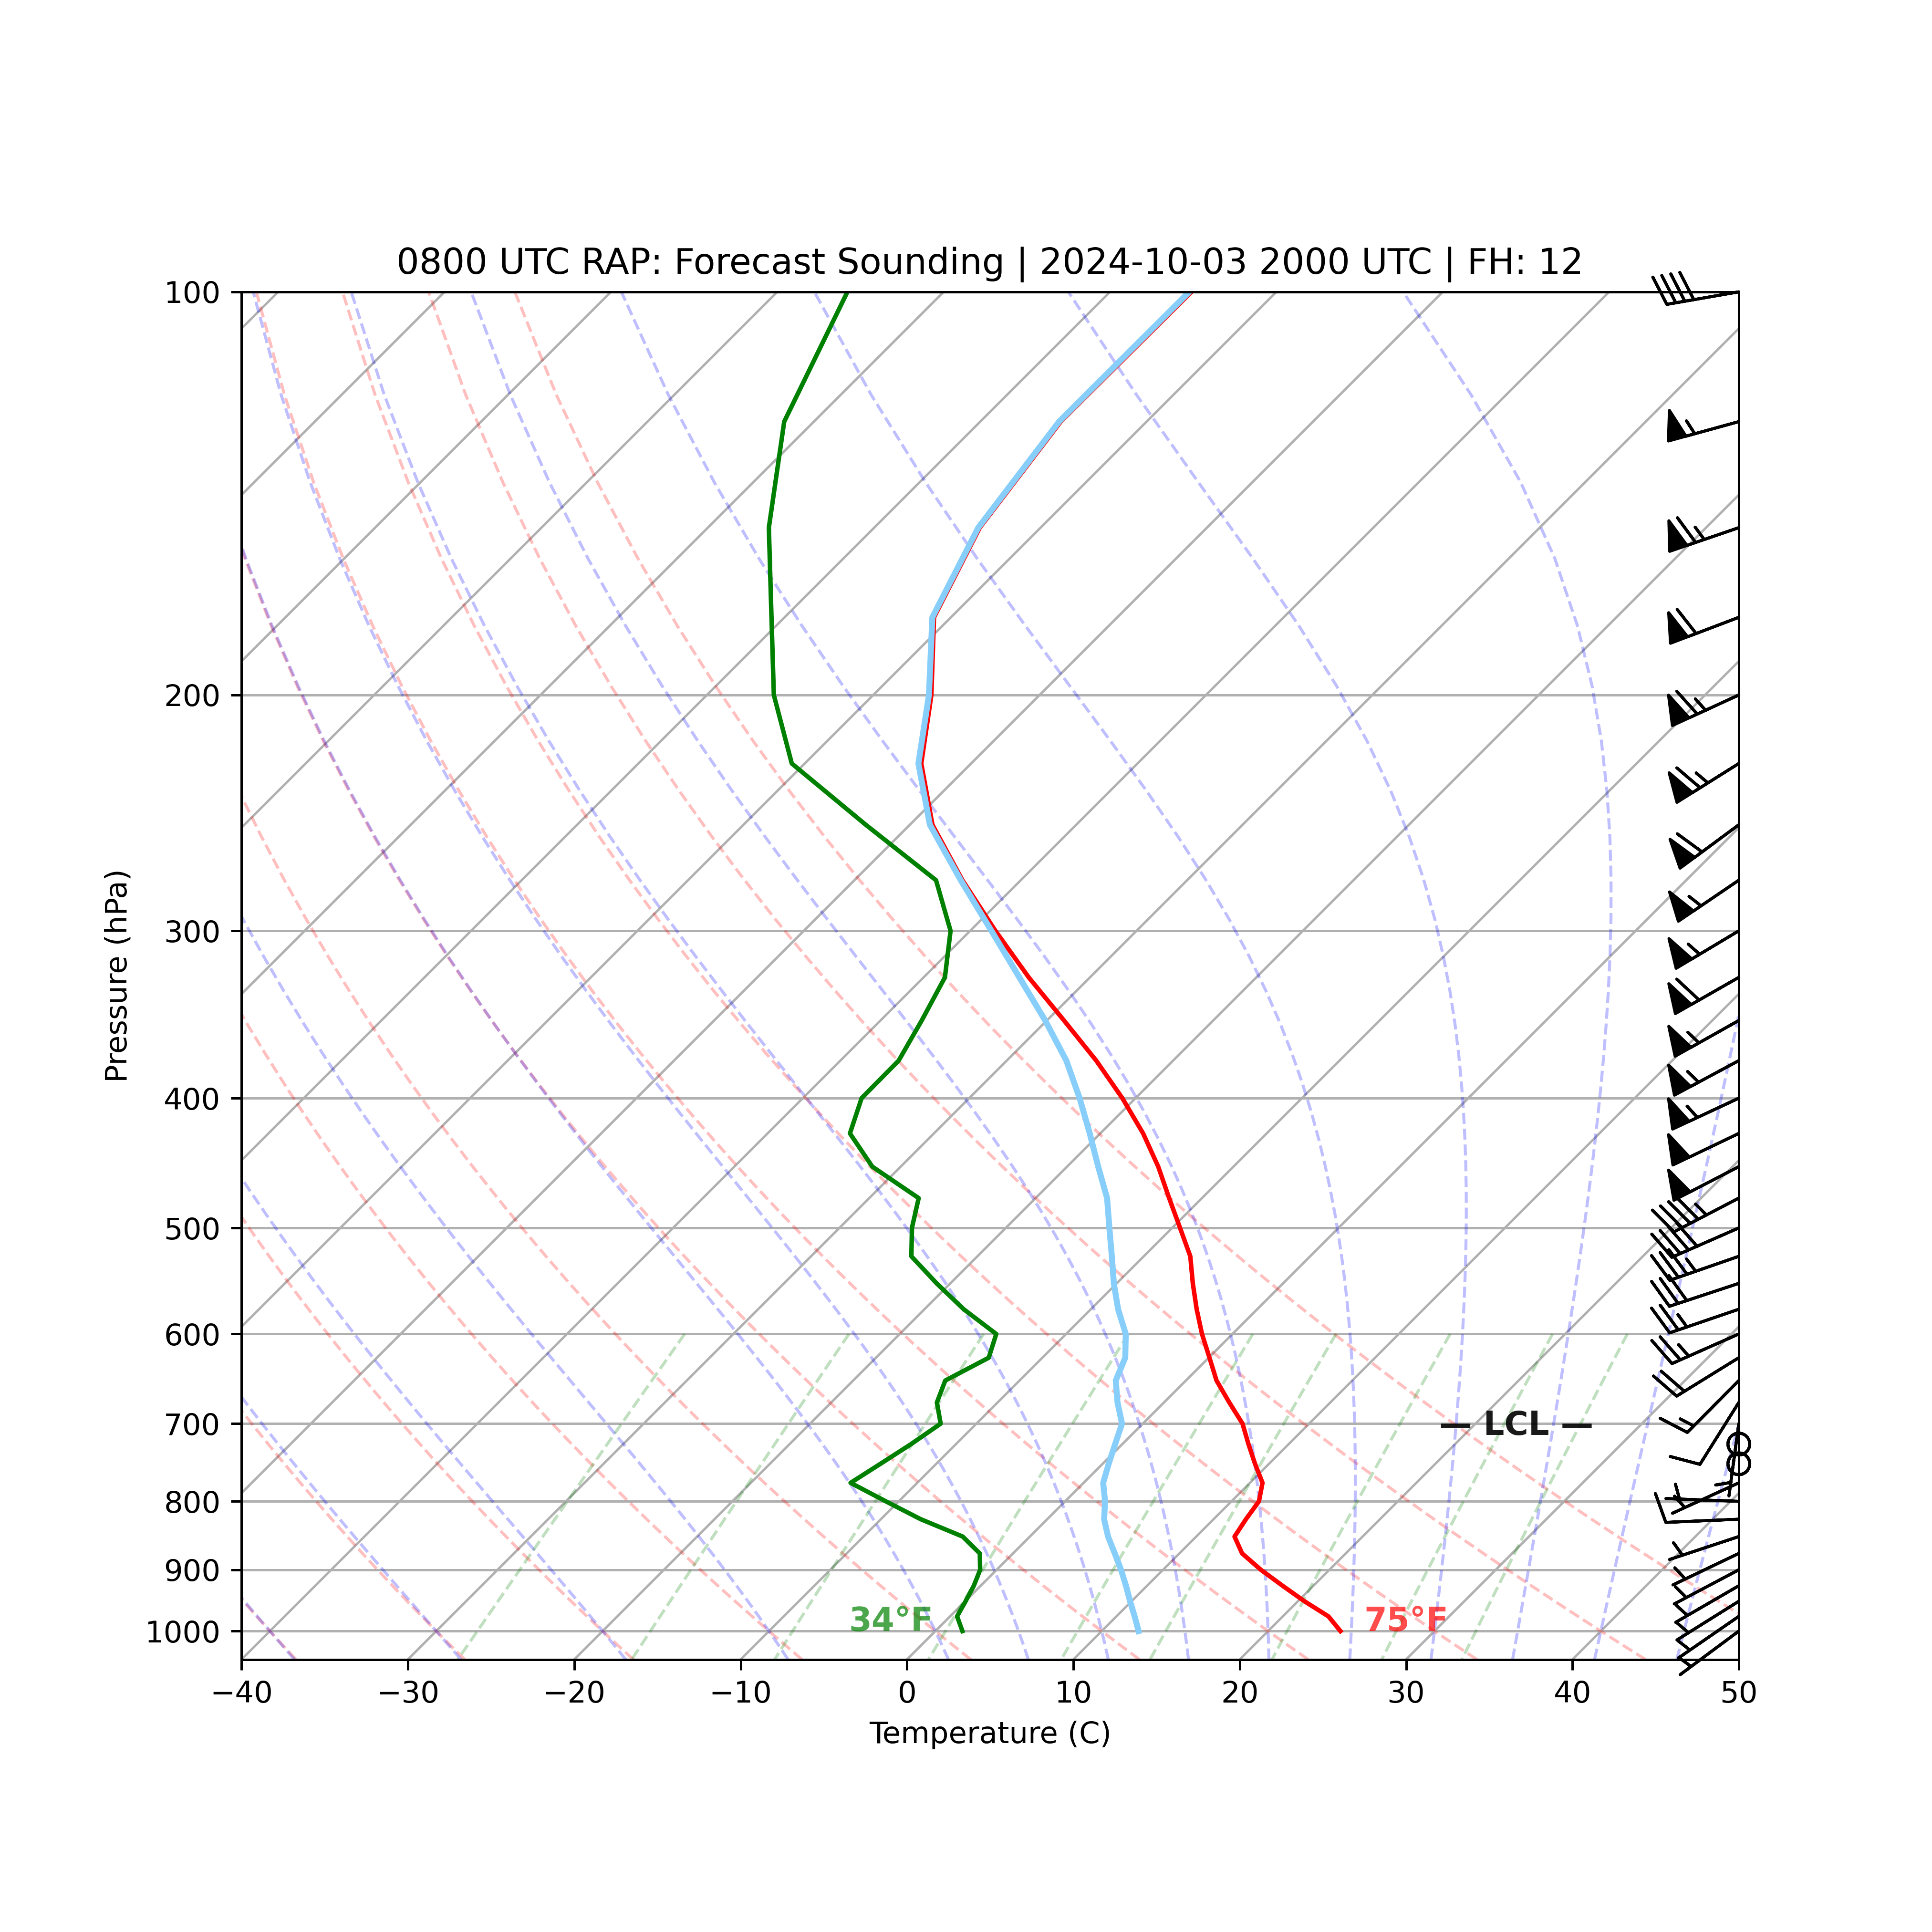 0800 UTC RAP: Forecast Sounding | 2024-10-03 2000 UTC | FH: 12
100
200
300
400
500
600
700
800
900
1000
Pressure (hPa)
— LCL —
34°F
75°F
−40 −30 −20 −10 0 10 20 30 40 50
Temperature (C)